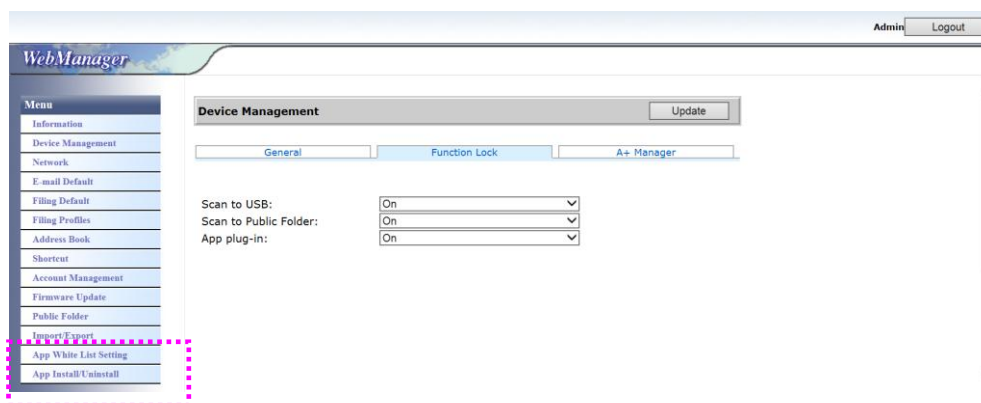 Admin Logout
WebManager
Menu
Information
Device Management
Network
E-mail Default
Filing Default
Filing Profiles
Address Book
Shortcut
Account Management
Firmware Update
Public Folder
Import/Export
App White List Setting
App Install/Uninstall
Device Management Update
General Function Lock A+ Manager
Scan to USB: On
Scan to Public Folder: On
App plug-in: On